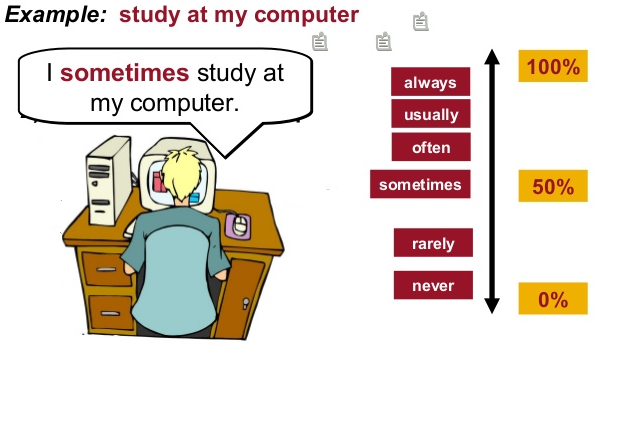 Example: study at my computer
I sometimes study at
my computer.
always
usually
often
sometimes
rarely
never
100%
50%
0%